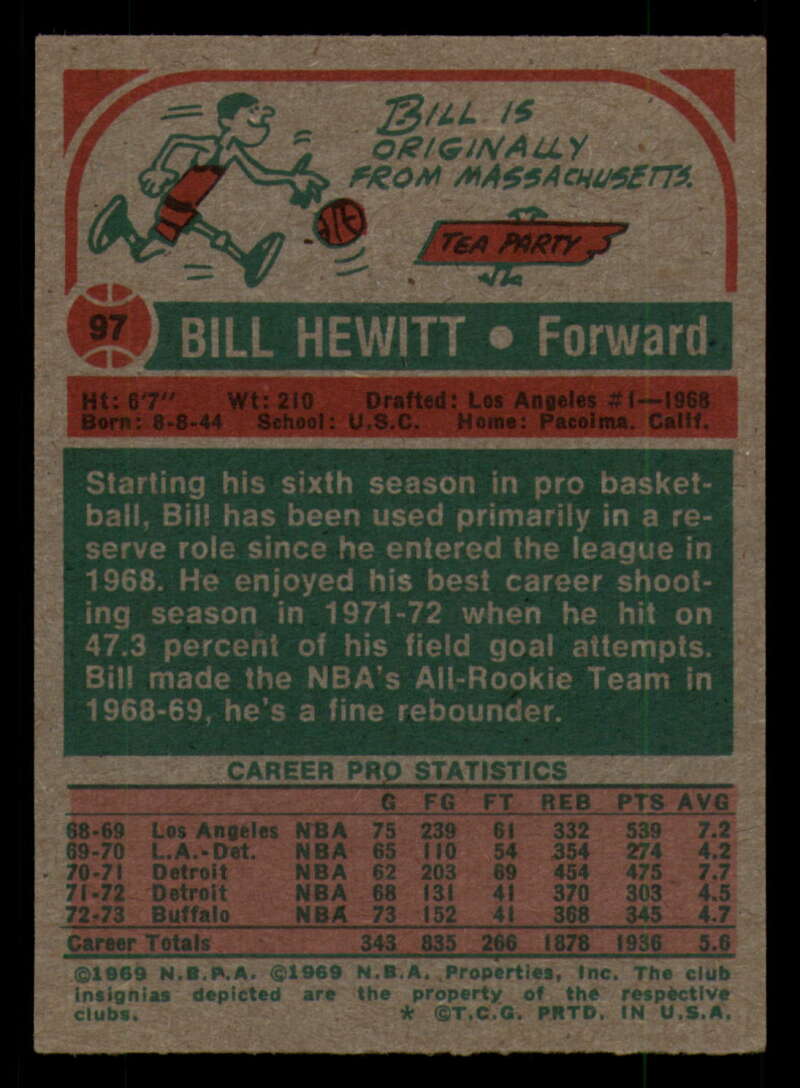 BILL IS
ORIGINALLY
FROM MASSACHUSETTS.
TEA PARTY
97
BILL HEWITT • Forward
Ht: 6'7" Wt: 210 Drafted: Los Angeles #1—1968
Born: 8-8-44 School: U.S.C. Home: Pacoima, Calif.
Starting his sixth season in pro basket-
ball, Bill has been used primarily in a re-
serve role since he entered the league in
1968. He enjoyed his best career shoot-
ing season in 1971-72 when he hit on
47.3 percent of his field goal attempts.
Bill made the NBA's All-Rookie Team in
1968-69, he's a fine rebounder.
CAREER PRO STATISTICS
G FG FT REB PTS AVG
68-69 Los Angeles NBA 75 239 61 332 539 7.2
69-70 L.A.-Det. NBA 65 110 54 354 274 4.2
70-71 Detroit NBA 62 203 69 454 475 7.7
71-72 Detroit NBA 68 131 41 370 303 4.5
72-73 Buffalo NBA 73 152 41 368 345 4.7
Career Totals 343 835 266 1878 1936 5.6
©1969 N.B.P.A. ©1969 N.B.A. Properties, Inc. The club
insignias depicted are the property of the respective
clubs. * ©T.C.G. PRTD. IN U.S.A.